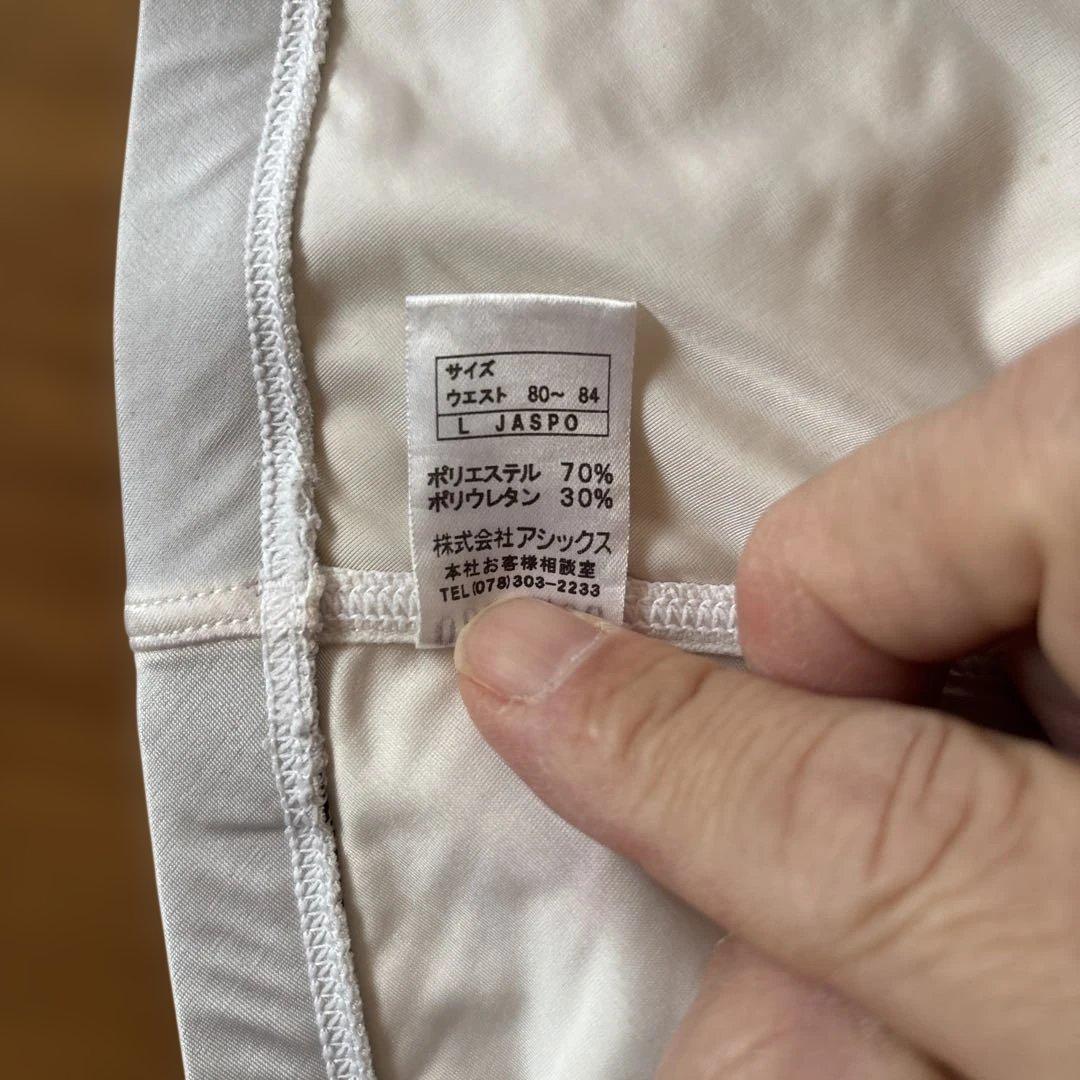 サイズ
ウエスト 80〜 84
L JASPO
ポリエステル 70%
ポリウレタン 30%
株式会社アシックス
本社お客様相談室
TEL(078)303-2233